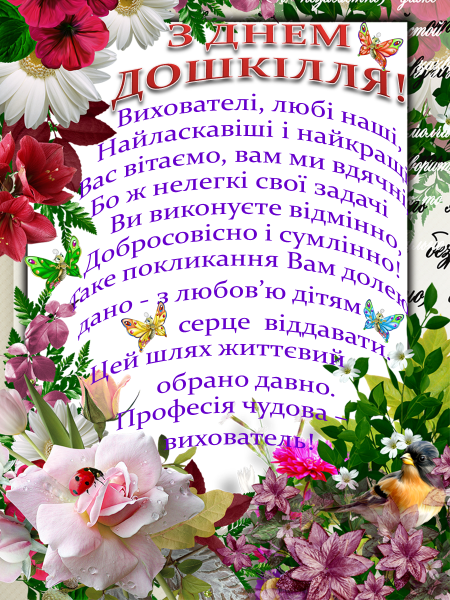 З ДНЕМ
ДОШКІЛЛЯ!
Вихователі, любі наші,
Найласкавіші і найкращі
Вас вітаємо, вам ми вдячні
Бо ж нелегкі свої задачі
Ви виконуєте відмінно,
Добросовісно і сумлінно!
Таке покликання Вам долею
дано - з любов’ю дітям
серце віддавати.
Цей шлях життєвий
обрано давно.
Професія чудова –
вихователь!